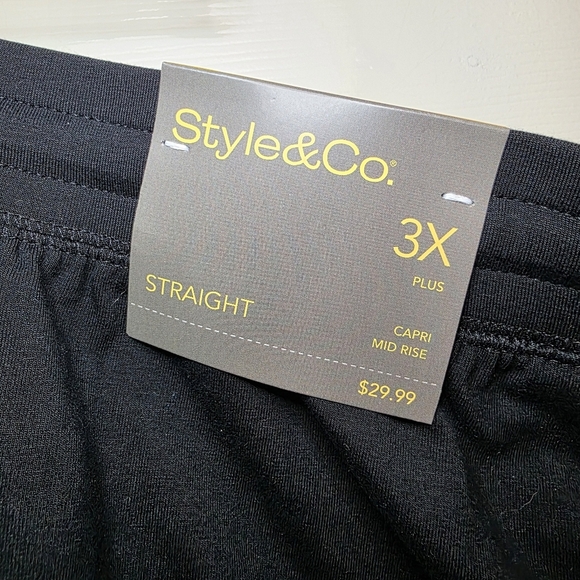 Style&Co.®
3X
PLUS
STRAIGHT
CAPRI
MID RISE
$29.99